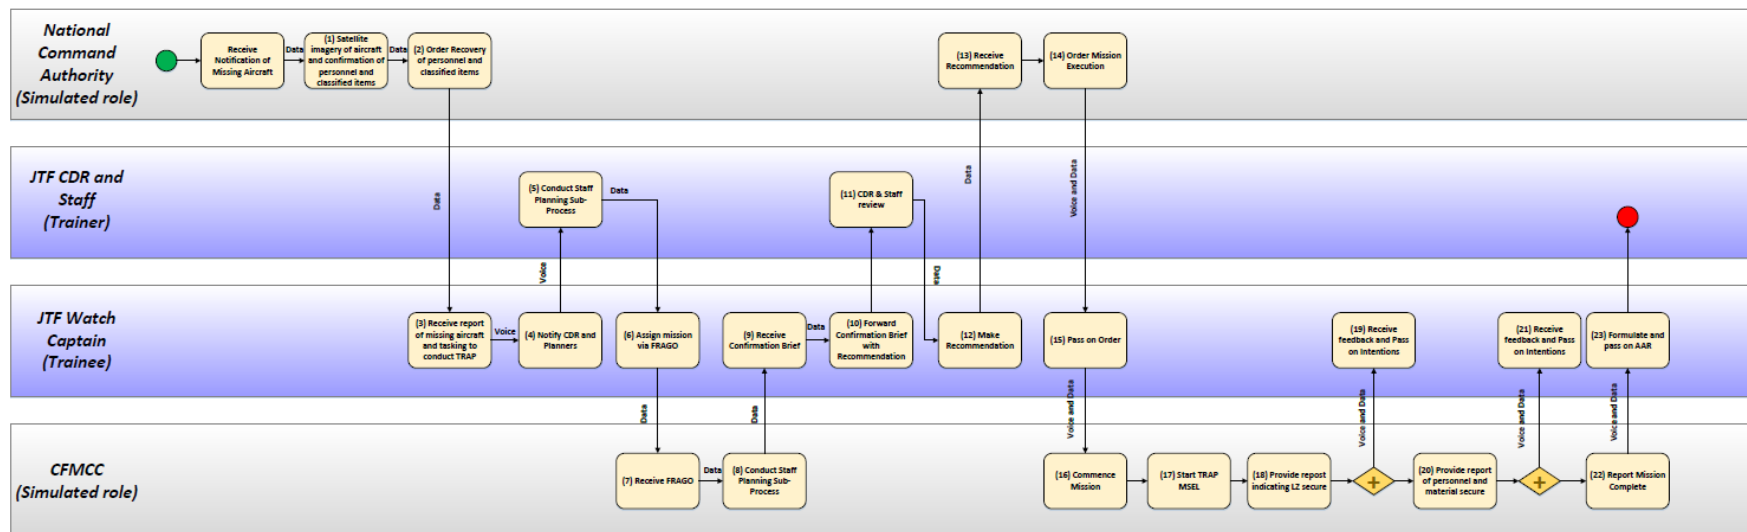 National
Command
Authority
(Simulated role)
Receive
Notification of
Missing Aircraft
Data
(1) Satellite
imagery of aircraft
and confirmation of
personnel and
classified items
Data
(2) Order Recovery
of personnel and
classified items
(13) Receive
Recommendation
(14) Order Mission
Execution
Data
Data
Voice and Data
JTF CDR and
Staff
(Trainer)
(5) Conduct Staff
Planning Sub-
Process
Data
(11) CDR & Staff
review
Voice
Data
JTF Watch
Captain
(Trainee)
(3) Receive report
of missing aircraft
and tasking to
conduct TRAP
Voice
(4) Notify CDR and
Planners
(6) Assign mission
via FRAGO
(9) Receive
Confirmation Brief
Data
(10) Forward
Confirmation Brief
with
Recommendation
(12) Make
Recommendation
(15) Pass on Order
(19) Receive
feedback and Pass
on Intentions
(21) Receive
feedback and Pass
on Intentions
(23) Formulate and
pass on AAR
Data
Data
Voice and Data
Voice and Data
Voice and Data
Voice and Data
CFMCC
(Simulated role)
(7) Receive FRAGO
Data
(8) Conduct Staff
Planning Sub-
Process
(16) Commence
Mission
(17) Start TRAP
MSEL
(18) Provide repost
indicating LZ secure
(20) Provide report
of personnel and
material secure
(22) Report Mission
Complete